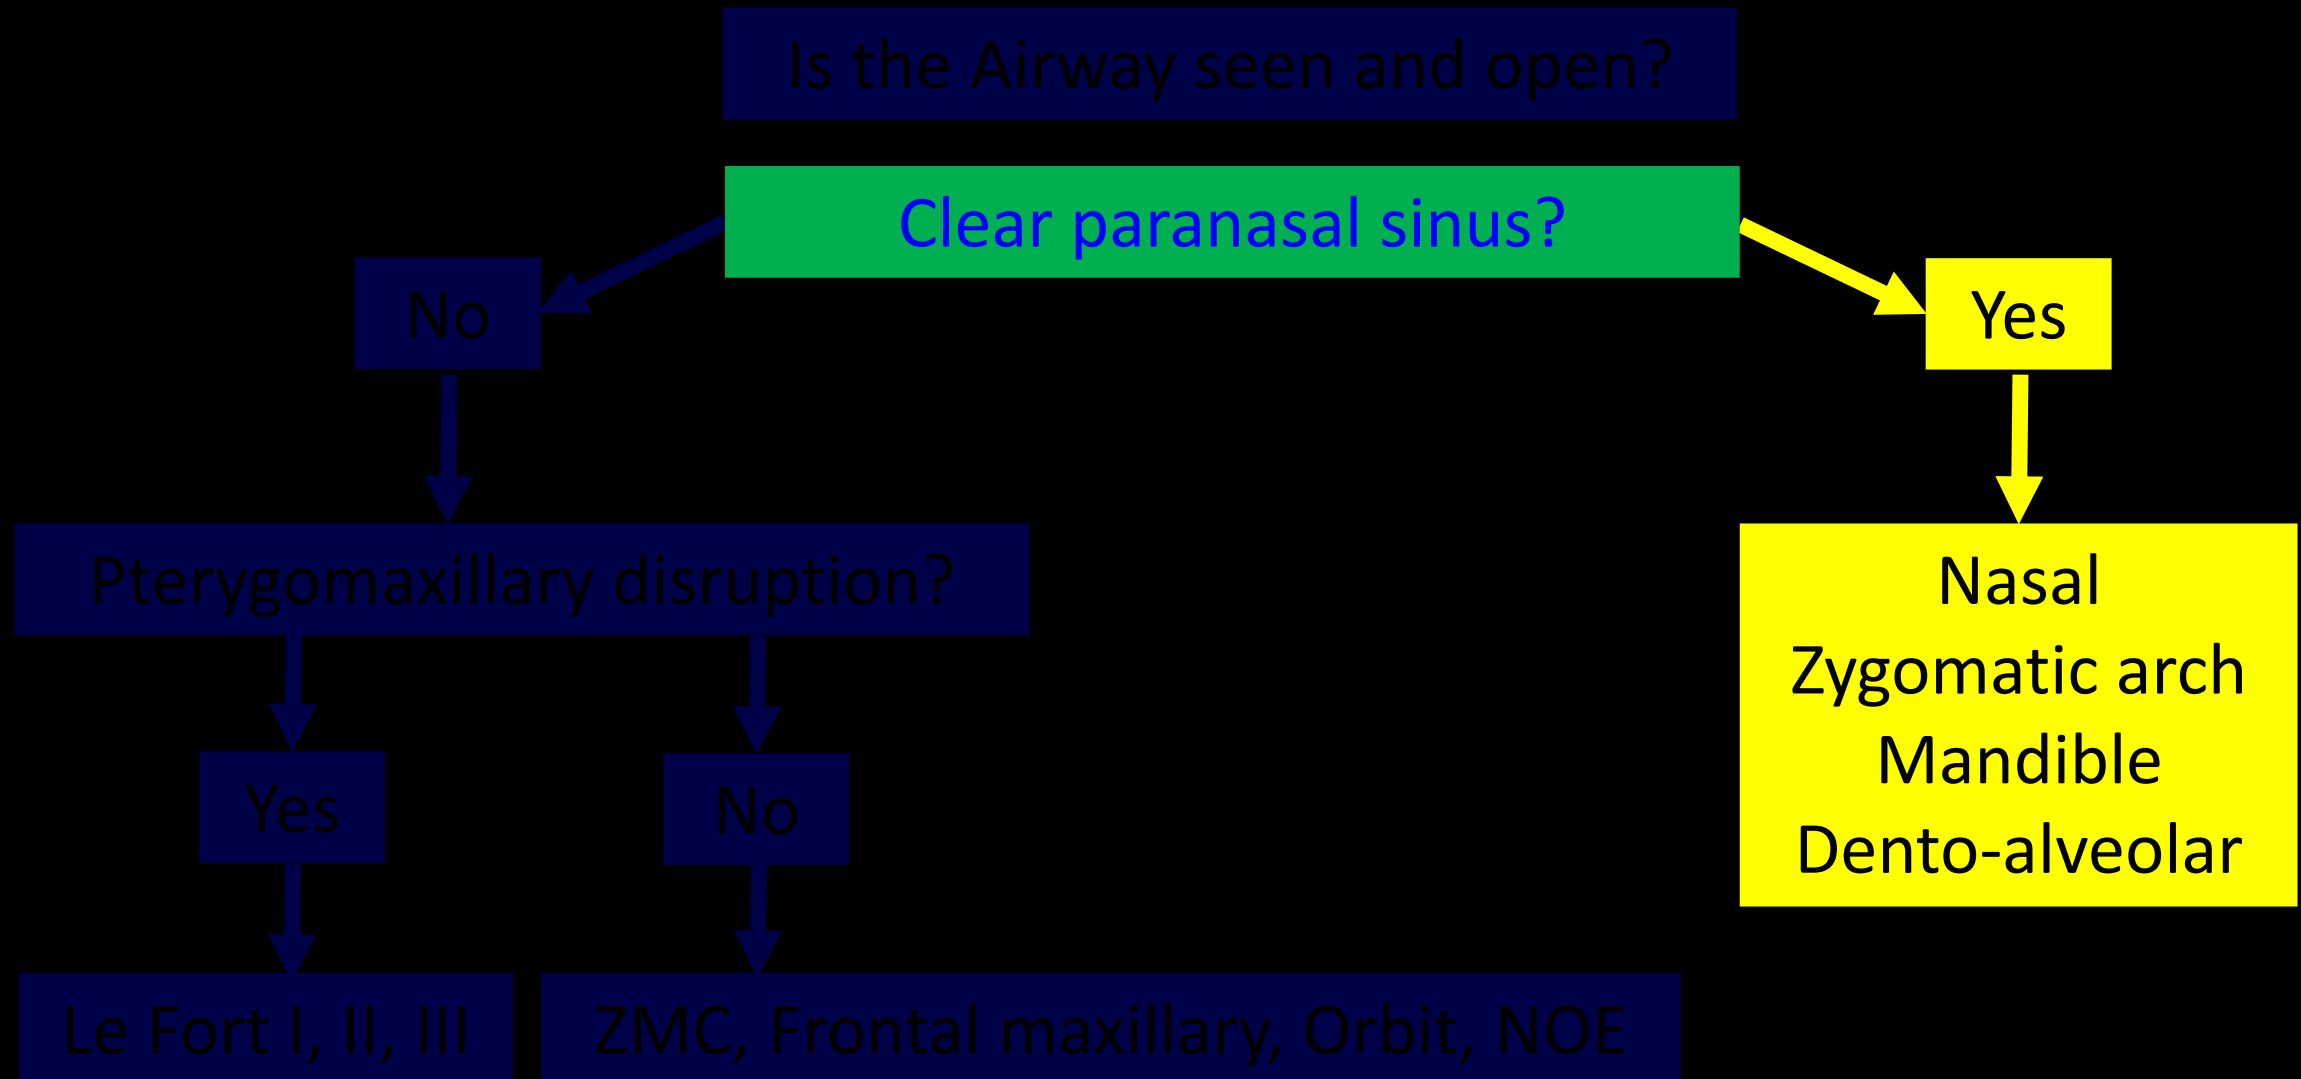 Is the Airway seen and open?
Clear paranasal sinus?
No
Yes
Pterygomaxillary disruption?
Nasal
Zygomatic arch
Mandible
Dento-alveolar
Yes
No
Le Fort I, II, III
ZMC, Frontal maxillary, Orbit, NOE